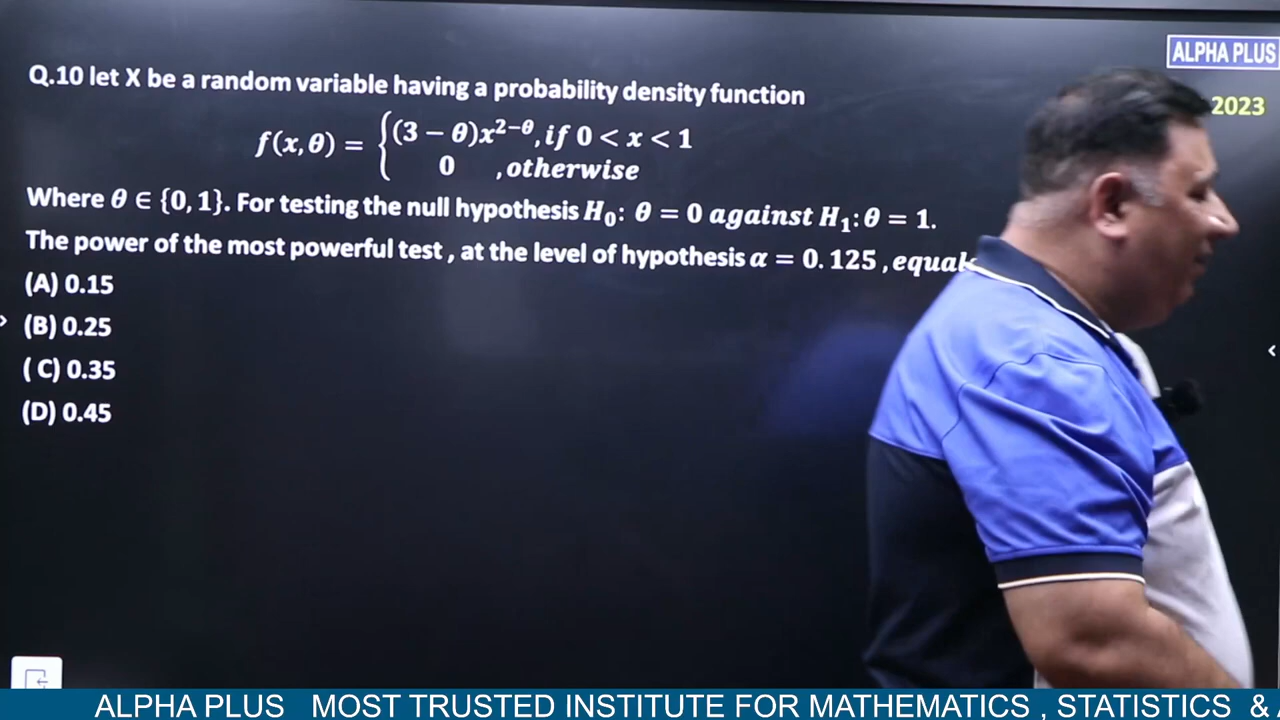 ALPHA PLUS
2023
Q.10 let X be a random variable having a probability density function
f(x, θ) = {(3 − θ)x^{2−θ}, if 0 < x < 1
0 , otherwise
Where θ ∈ {0, 1}. For testing the null hypothesis H₀: θ = 0 against H₁: θ = 1.
The power of the most powerful test , at the level of hypothesis α = 0. 125 , equal
(A) 0.15
(B) 0.25
( C) 0.35
(D) 0.45
ALPHA PLUS MOST TRUSTED INSTITUTE FOR MATHEMATICS , STATISTICS &